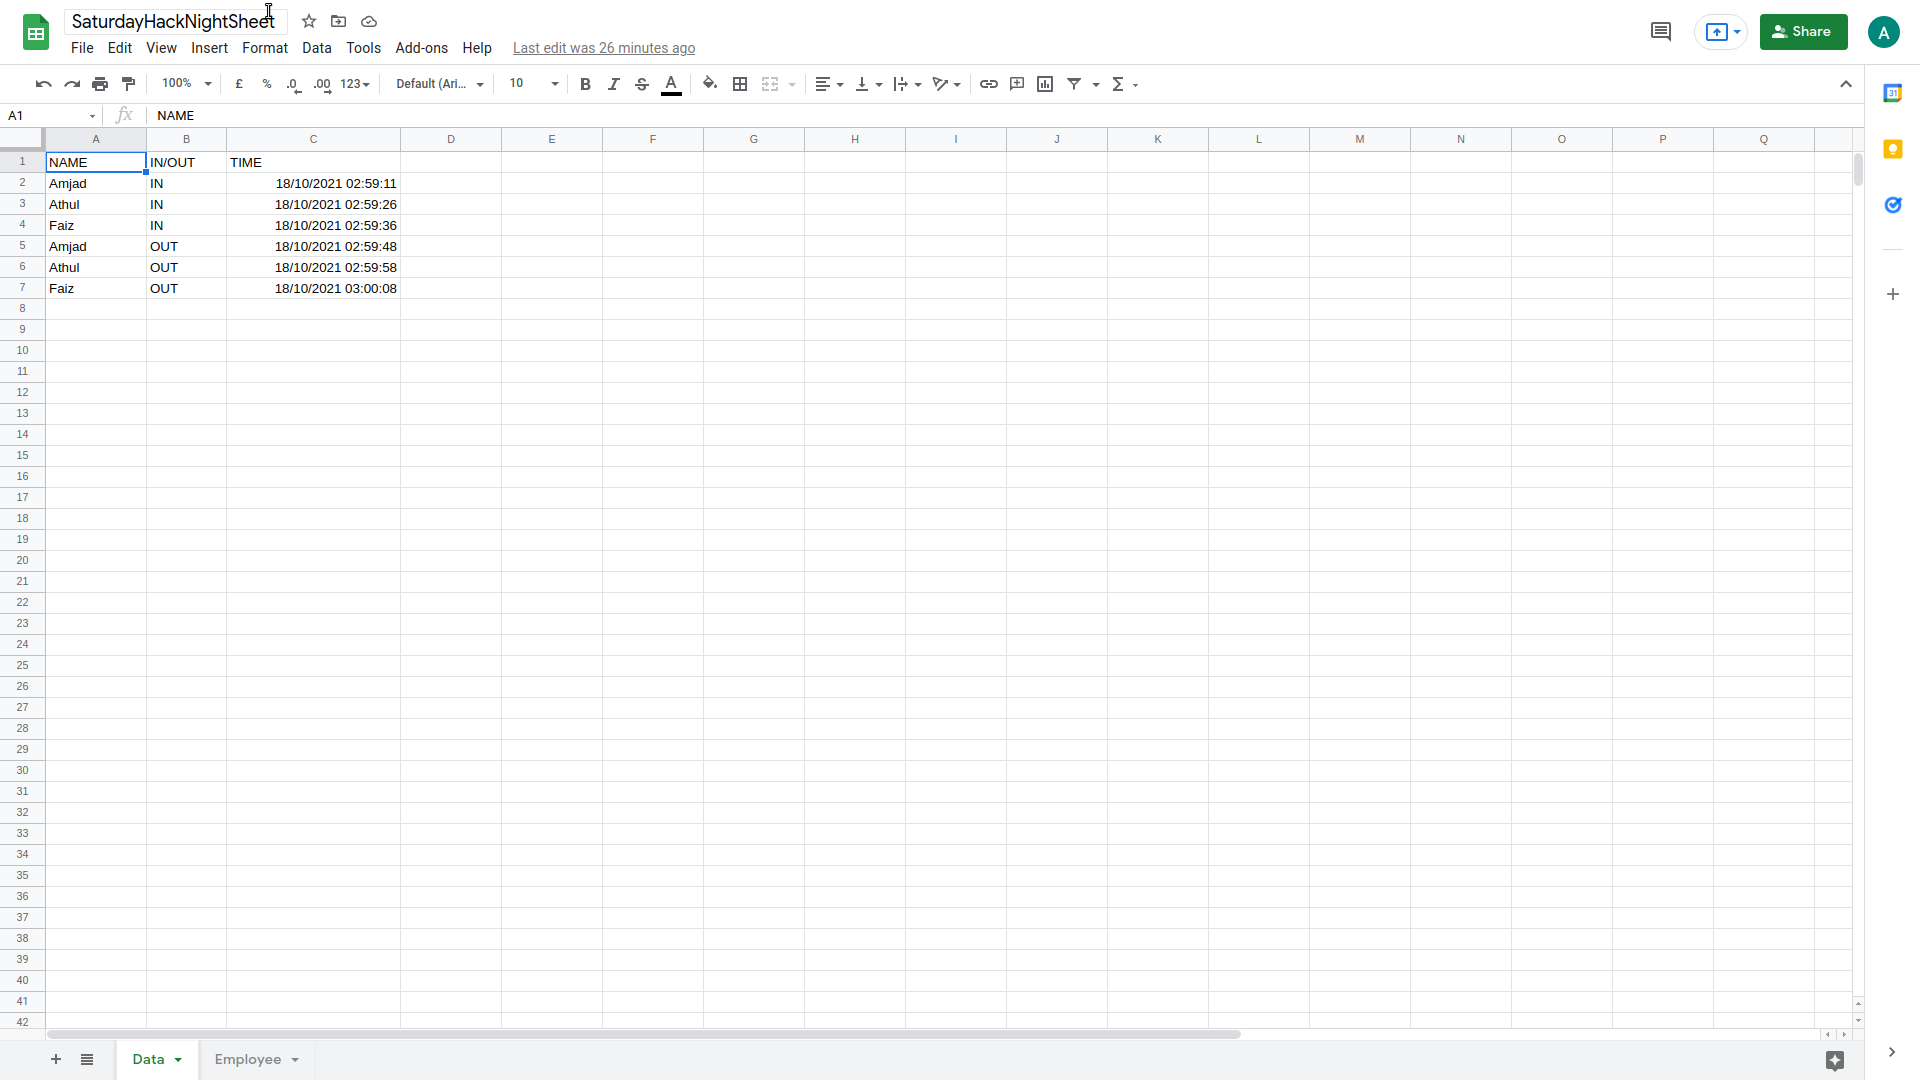 SaturdayHackNightSheet
File Edit View Insert Format Data Tools Add-ons Help Last edit was 26 minutes ago
Share
A
100% £ % .0 .00 123 Default (Ari... 10 B I S A Σ
31
A1 fx NAME
A B C D E F G H I J K L M N O P Q
1 NAME IN/OUT TIME
2 Amjad IN 18/10/2021 02:59:11
3 Athul IN 18/10/2021 02:59:26
4 Faiz IN 18/10/2021 02:59:36
5 Amjad OUT 18/10/2021 02:59:48
6 Athul OUT 18/10/2021 02:59:58
7 Faiz OUT 18/10/2021 03:00:08
8
9
10
11
12
13
14
15
16
17
18
19
20
21
22
23
24
25
26
27
28
29
30
31
32
33
34
35
36
37
38
39
40
41
42
Data Employee